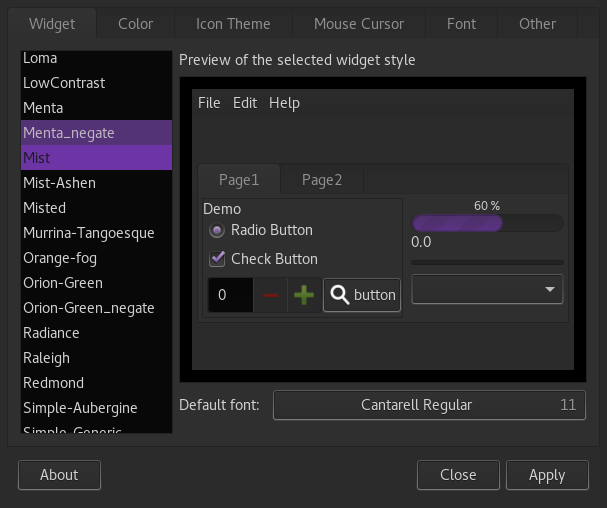 Widget Color Icon Theme Mouse Cursor Font Other
Loma
LowContrast
Menta
Menta_negate
Mist
Mist-Ashen
Misted
Murrina-Tangoesque
Orange-fog
Orion-Green
Orion-Green_negate
Radiance
Raleigh
Redmond
Simple-Aubergine
Simple-Generic
Preview of the selected widget style
File Edit Help
Page1 Page2
Demo
Radio Button
Check Button
0
button
60 %
0.0
Default font: Cantarell Regular 11
About Close Apply